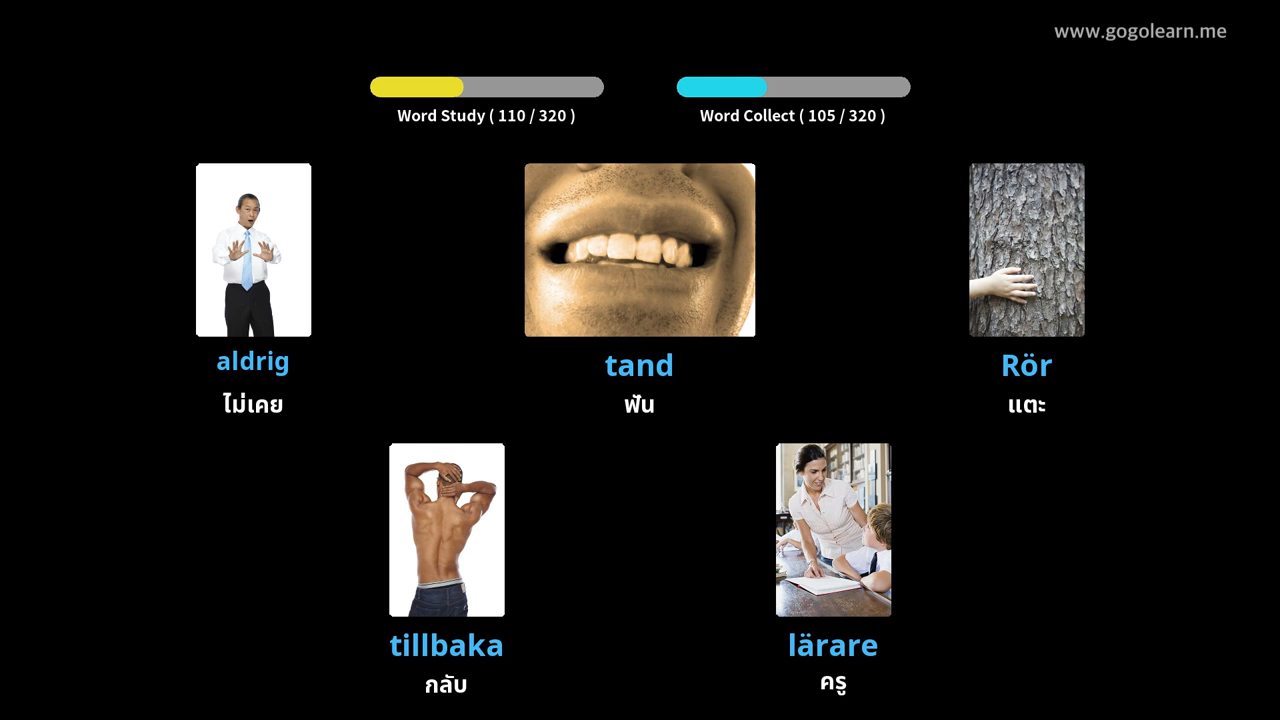 www.gogolearn.me
Word Study ( 110 / 320 )
Word Collect ( 105 / 320 )
aldrig
ไม่เคย
tand
ฟัน
Rör
แตะ
tillbaka
กลับ
lärare
ครู